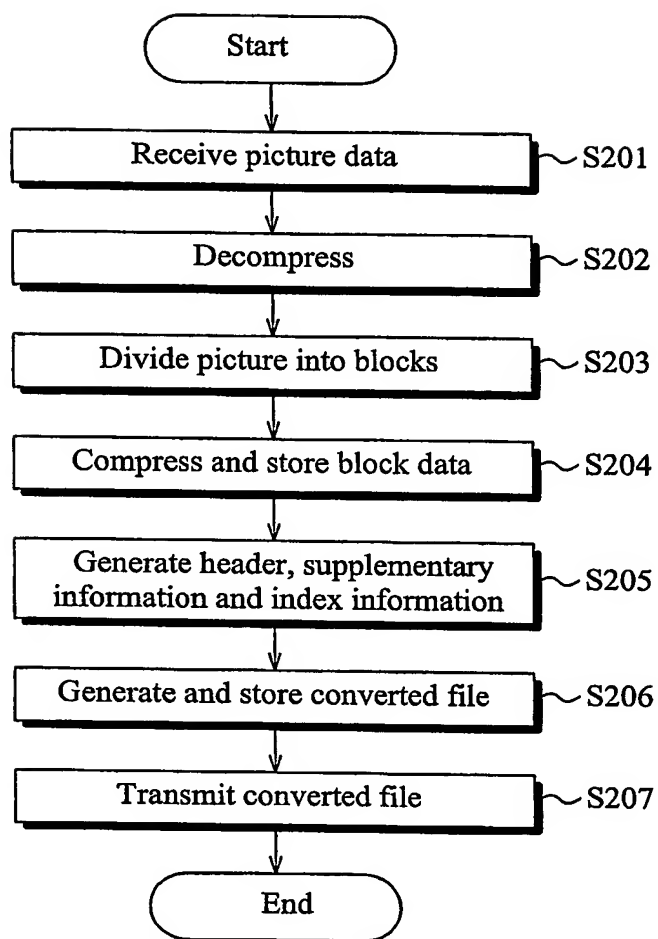 Start
Receive picture data
S201
Decompress
S202
Divide picture into blocks
S203
Compress and store block data
S204
Generate header, supplementary
information and index information
S205
Generate and store converted file
S206
Transmit converted file
S207
End